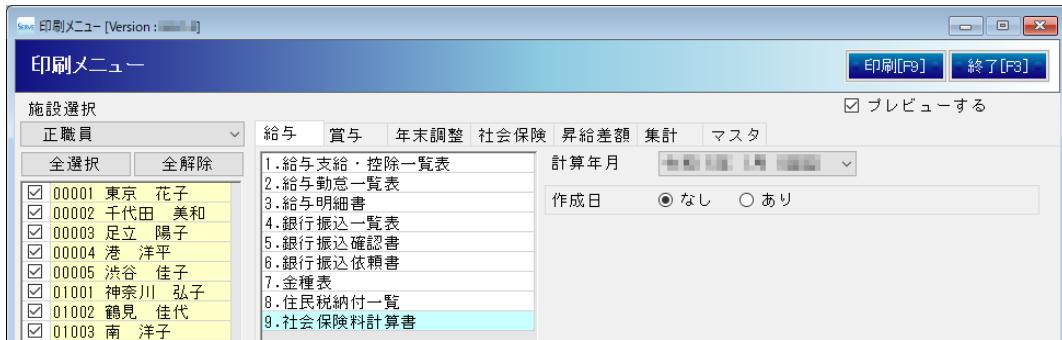 SERVE 印刷メニュー [Version :
印刷メニュー
印刷[F9] 終了[F3]
施設選択
プレビューする
正職員
給与 賞与 年末調整 社会保険 昇給差額 集計 マスタ
全選択 全解除
1.給与支給・控除一覧表
計算年月
00001 東京 花子
2.給与勤怠一覧表
00002 千代田 美和
3.給与明細書
作成日 なし あり
00003 足立 陽子
4.銀行振込一覧表
00004 港 洋平
5.銀行振込確認書
00005 渋谷 佳子
6.銀行振込依頼書
01001 神奈川 弘子
7.金種表
01002 鶴見 佳代
8.住民税納付一覧
01003 南 洋子
9.社会保険料計算書